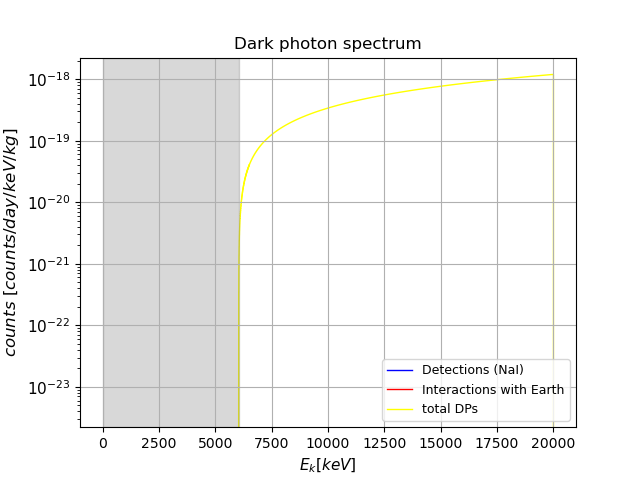 Dark photon spectrum
counts [counts/day/keV/kg]
10⁻¹⁸
10⁻¹⁹
10⁻²⁰
10⁻²¹
10⁻²²
10⁻²³
Detections (NaI)
Interactions with Earth
total DPs
0 2500 5000 7500 10000 12500 15000 17500 20000
Eₖ[keV]